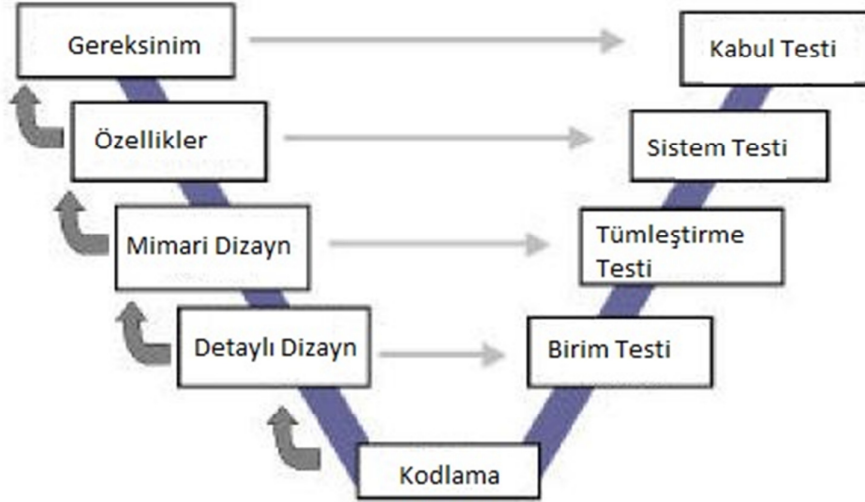 Gereksinim
Kabul Testi
Özellikler
Sistem Testi
Mimari Dizayn
Tümleştirme
Testi
Detaylı Dizayn
Birim Testi
Kodlama